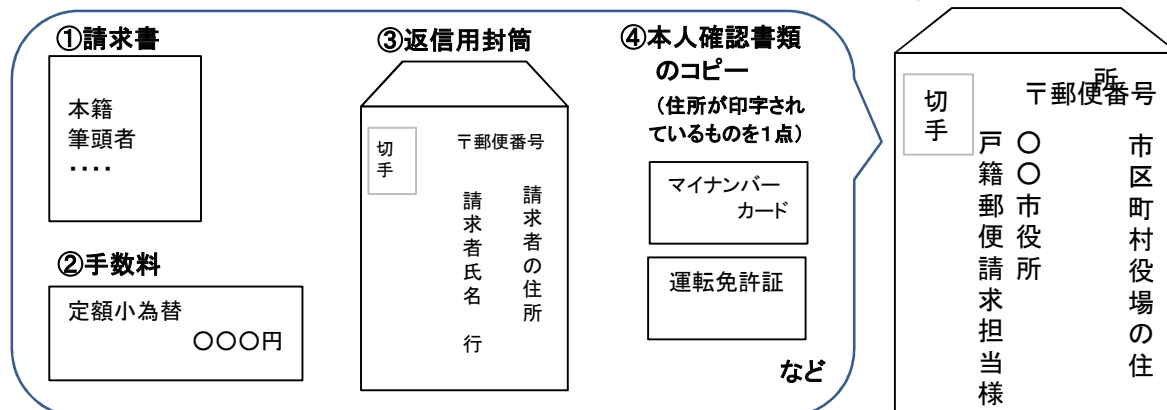 ①請求書
本籍
筆頭者
････
②手数料
定額小為替
○○○円
③返信用封筒
切手
〒郵便番号
請求者の住所
請求者氏名　行
④本人確認書類
のコピー
（住所が印字され
ているものを1点）
マイナンバー
カード
運転免許証
など
切手
〒郵便番号
市区町村役場の住
所
○○市役所
戸籍郵便請求担当様